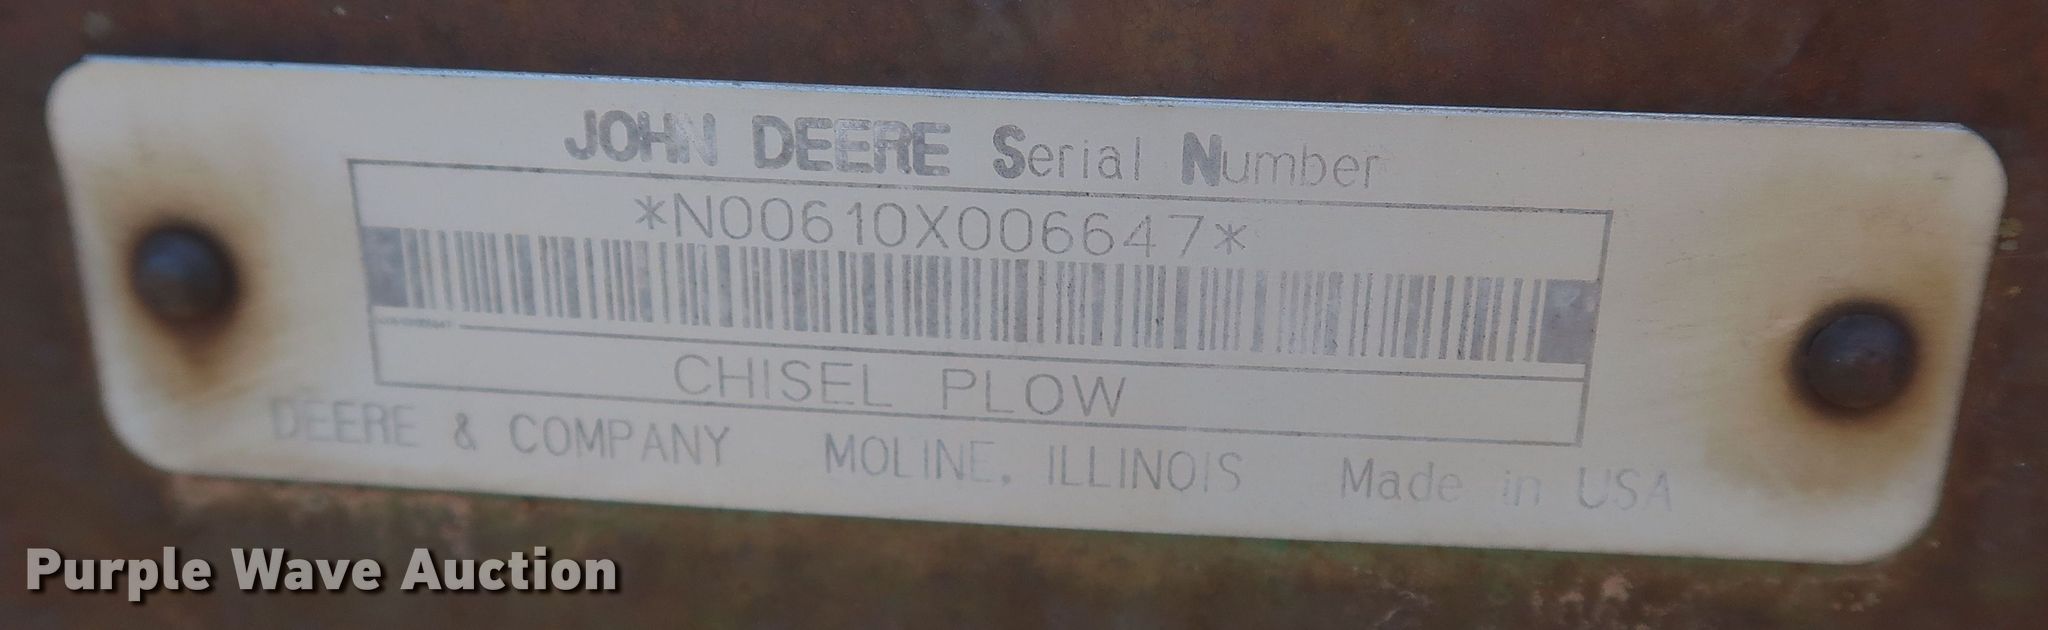 JOHN DEERE Serial Number
*N00610X006647*
CHISEL PLOW
DEERE & COMPANY MOLINE, ILLINOIS Made in USA
Purple Wave Auction